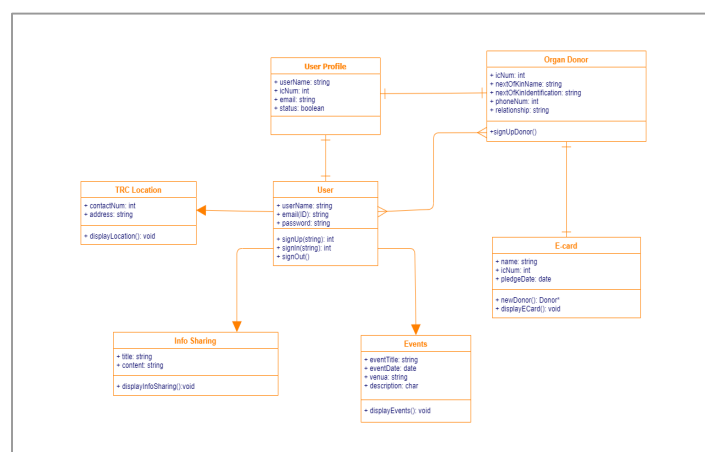 User Profile
+ userName: string
+ icNum: int
+ email: string
+ status: boolean
Organ Donor
+ icNum: int
+ nextOfKinName: string
+ nextOfKinIdentification: string
+ phoneNum: int
+ relationship: string
+signUpDonor()
TRC Location
+ contactNum: int
+ address: string
+ displayLocation(): void
User
+ userName: string
+ email(ID): string
+ password: string
+ signUp(string): int
+ signIn(string): int
+ signOut()
E-card
+ name: string
+ icNum: int
+ pledgeDate: date
+ newDonor(): Donor*
+ displayECard(): void
Info Sharing
+ title: string
+ content: string
+ displayInfoSharing():void
Events
+ eventTitle: string
+ eventDate: date
+ venua: string
+ description: char
+ displayEvents(): void